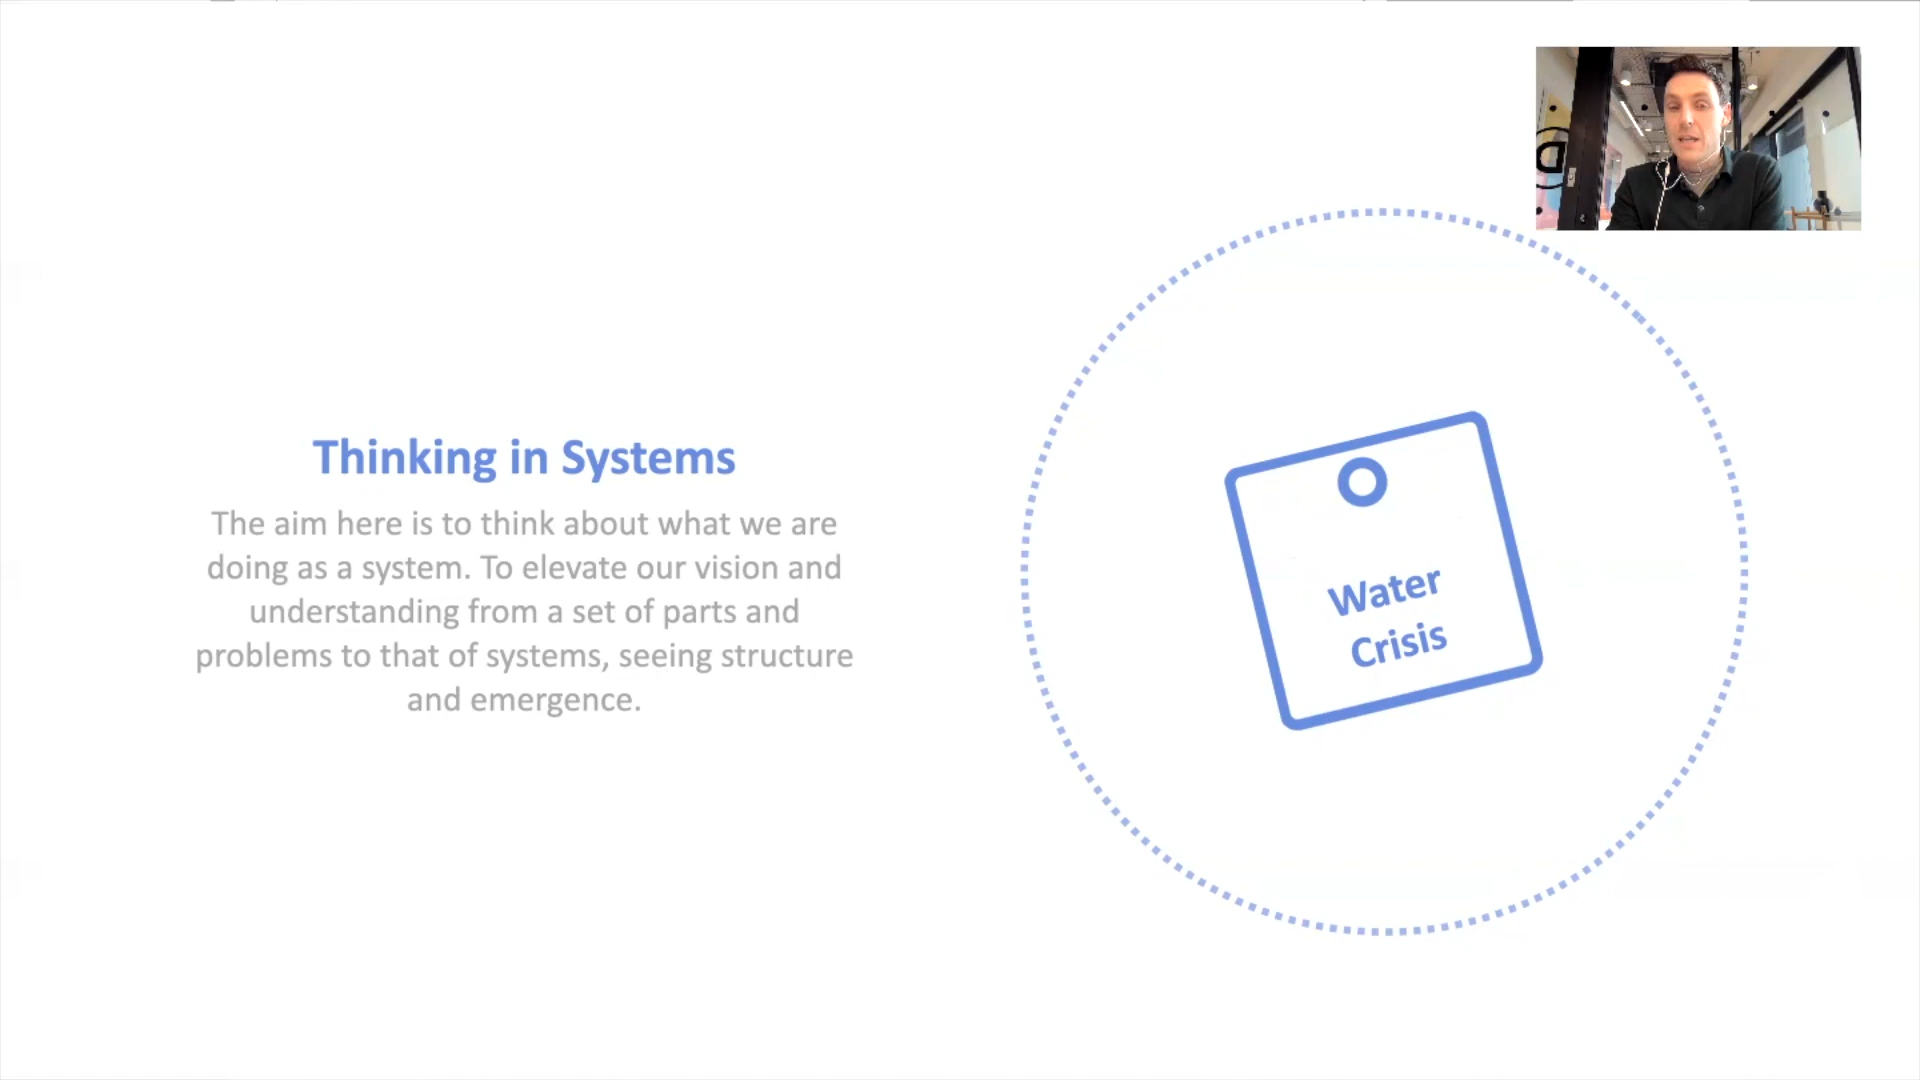 Thinking in Systems
The aim here is to think about what we are
doing as a system. To elevate our vision and
understanding from a set of parts and
problems to that of systems, seeing structure
and emergence.
Water
Crisis